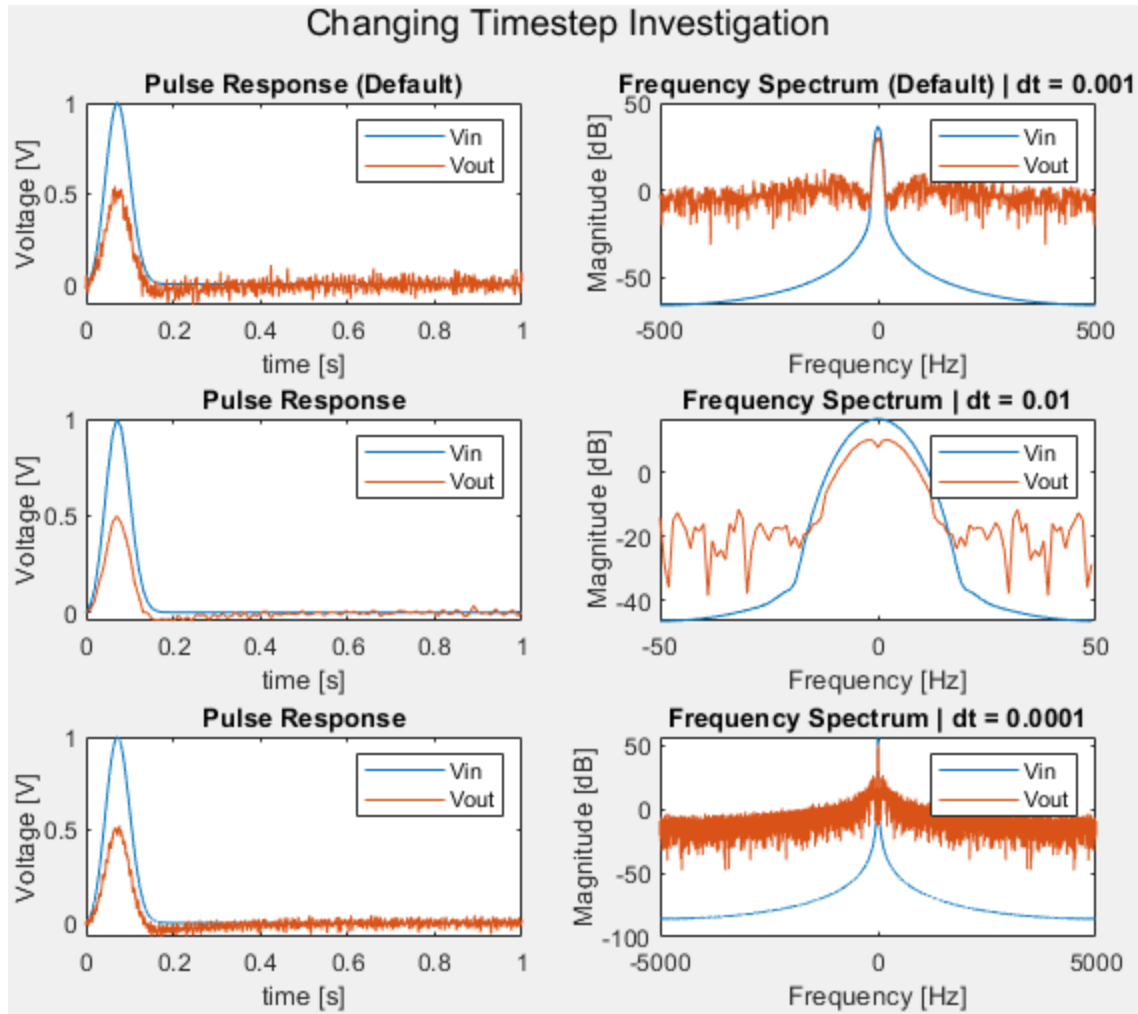 Changing Timestep Investigation
Pulse Response (Default)
1
0.5
0
Voltage [V]
Vin
Vout
0 0.2 0.4 0.6 0.8 1
time [s]
Frequency Spectrum (Default) | dt = 0.001
50
0
-50
Magnitude [dB]
Vin
Vout
-500 0 500
Frequency [Hz]
Pulse Response
1
0.5
0
Voltage [V]
Vin
Vout
0 0.2 0.4 0.6 0.8 1
time [s]
Frequency Spectrum | dt = 0.01
0
-20
-40
Magnitude [dB]
Vin
Vout
-50 0 50
Frequency [Hz]
Pulse Response
1
0.5
0
Voltage [V]
Vin
Vout
0 0.2 0.4 0.6 0.8 1
time [s]
Frequency Spectrum | dt = 0.0001
50
0
-50
-100
Magnitude [dB]
Vin
Vout
-5000 0 5000
Frequency [Hz]